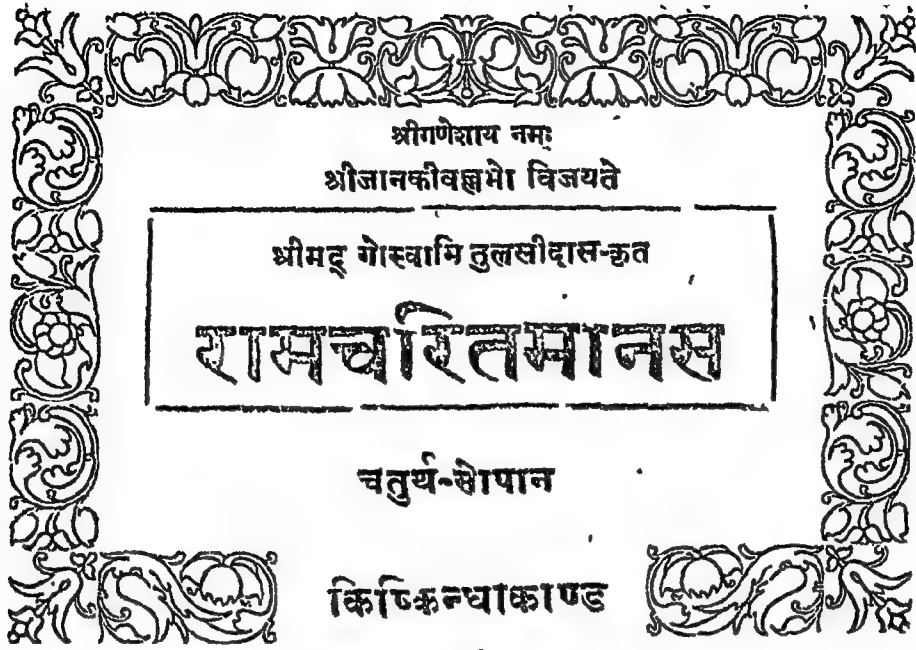 श्रीगणेशाय नमः
श्रीजानकीवल्लभो विजयते
श्रीमद् गोस्वामि तुलसीदास-कृत
रामचरितमानस
चतुर्थ-सोपान
किष्किन्धाकाण्ड